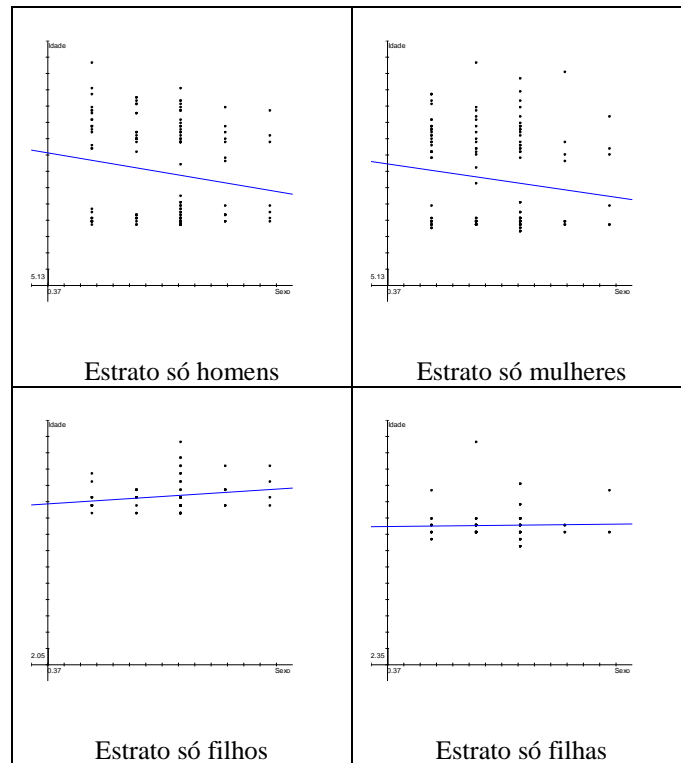 Idade
5.13
0.37
Sexo
Estrato só homens
Idade
5.13
0.37
Sexo
Estrato só mulheres
Idade
2.05
0.37
Sexo
Estrato só filhos
Idade
2.35
0.37
Sexo
Estrato só filhas